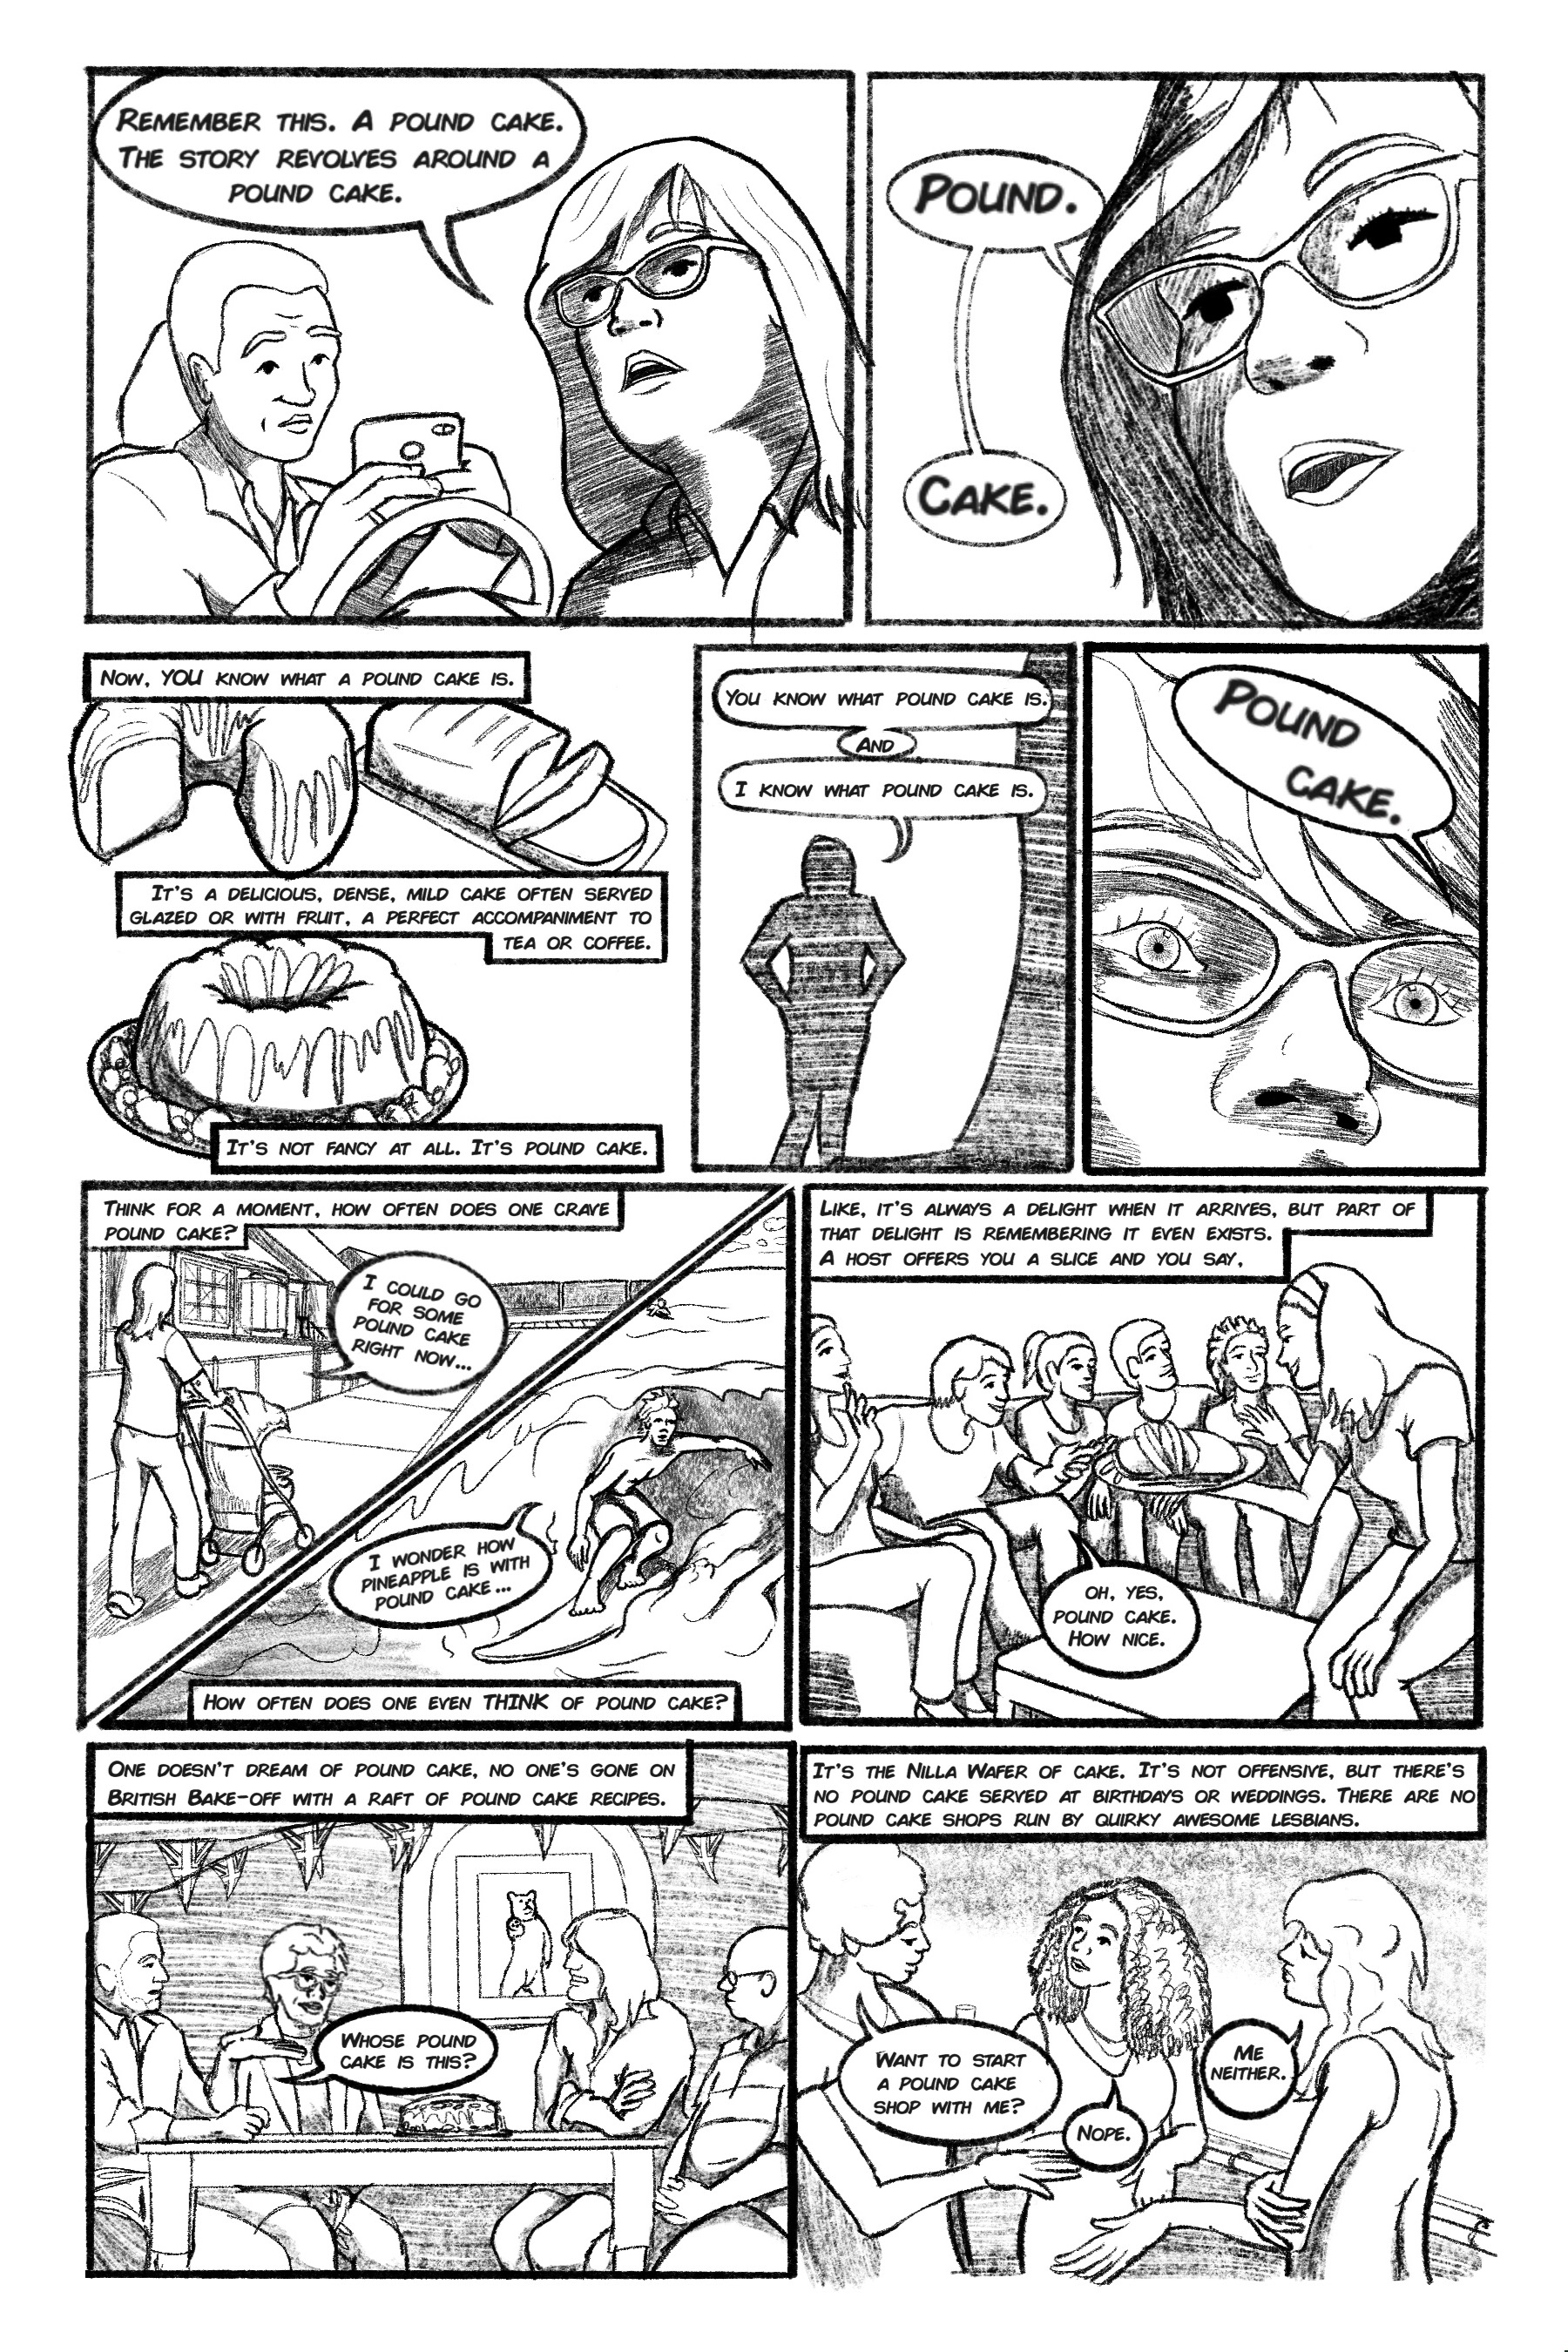 Remember this. A pound cake.
The story revolves around a
pound cake.
Pound.
Cake.
Now, YOU know what a pound cake is.
It's a delicious, dense, mild cake often served
glazed or with fruit, a perfect accompaniment to
tea or coffee.
It's not fancy at all. It's pound cake.
You know what pound cake is.
And
I know what pound cake is.
Pound
cake.
Think for a moment, how often does one crave
pound cake?
I could go
for some
pound cake
right now...
I wonder how
pineapple is with
pound cake...
How often does one even THINK of pound cake?
Like, it's always a delight when it arrives, but part of
that delight is remembering it even exists.
A host offers you a slice and you say,
Oh, yes,
pound cake.
How nice.
One doesn't dream of pound cake, no one's gone on
British Bake-off with a raft of pound cake recipes.
Whose pound
cake is this?
It's the Nilla Wafer of cake. It's not offensive, but there's
no pound cake served at birthdays or weddings. There are no
pound cake shops run by quirky awesome lesbians.
Want to start
a pound cake
shop with me?
Nope.
Me
neither.